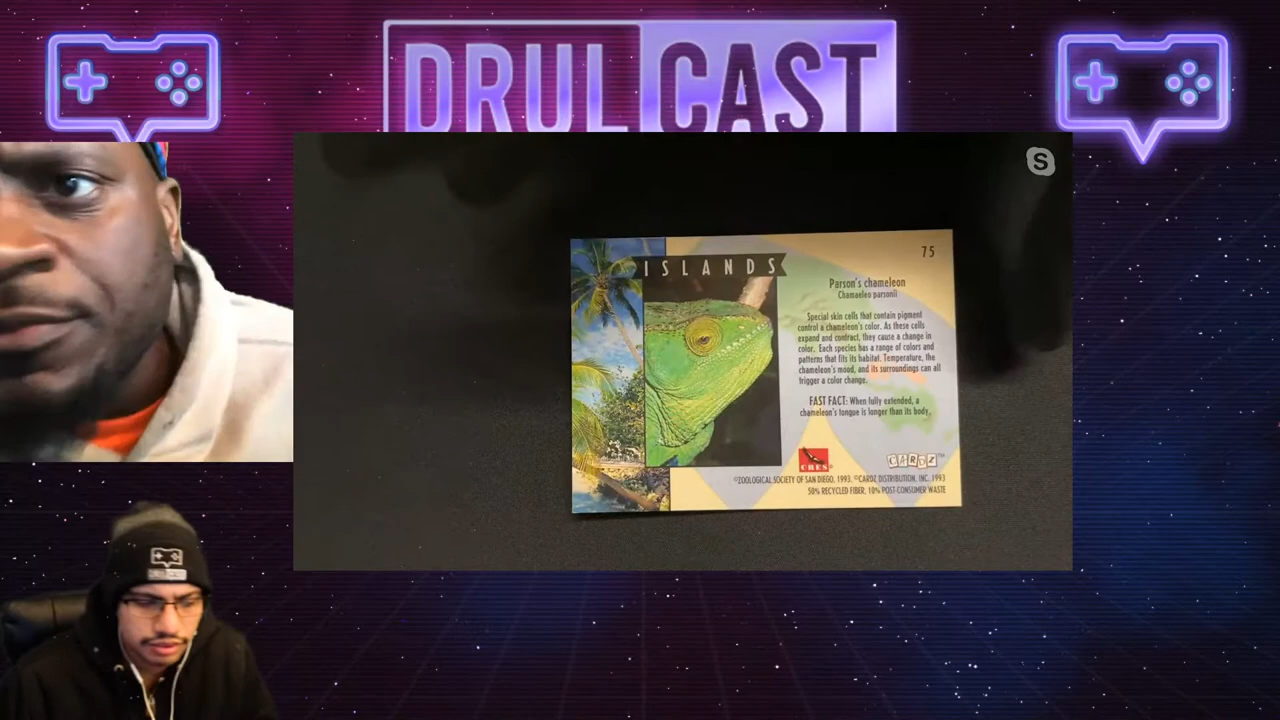 DRULCAST
S
ISLANDS
75
Parson's chameleon
Chamaeleo parsonii
Special skin cells that contain pigment
control a chameleon's color. As these cells
expand and contract, they cause a change in
color. Each species has a range of colors and
patterns that fits its habitat. Temperature, the
chameleon's mood, and its surroundings can all
trigger a color change.
FAST FACT: When fully extended, a
chameleon's tongue is longer than its body.
CRES®
CARDZ™
©ZOOLOGICAL SOCIETY OF SAN DIEGO, 1993. ©CARDZ DISTRIBUTION, INC. 1993
50% RECYCLED FIBER, 10% POST-CONSUMER WASTE
DRULCAST